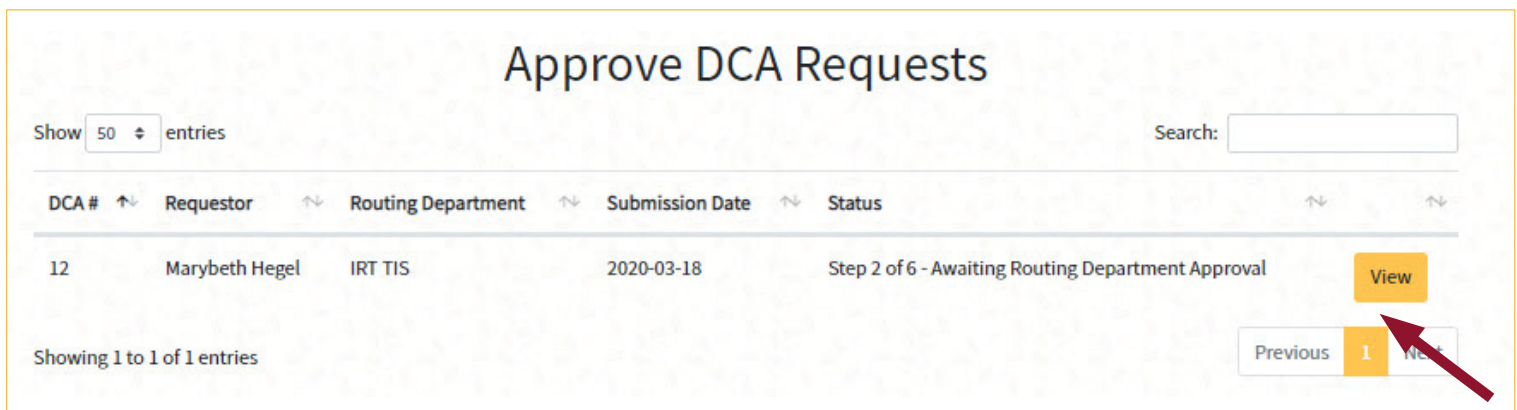 Approve DCA Requests
Show 50 entries Search:
DCA # Requestor Routing Department Submission Date Status
12 Marybeth Hegel IRT TIS 2020-03-18 Step 2 of 6 - Awaiting Routing Department Approval View
Showing 1 to 1 of 1 entries Previous 1 Next